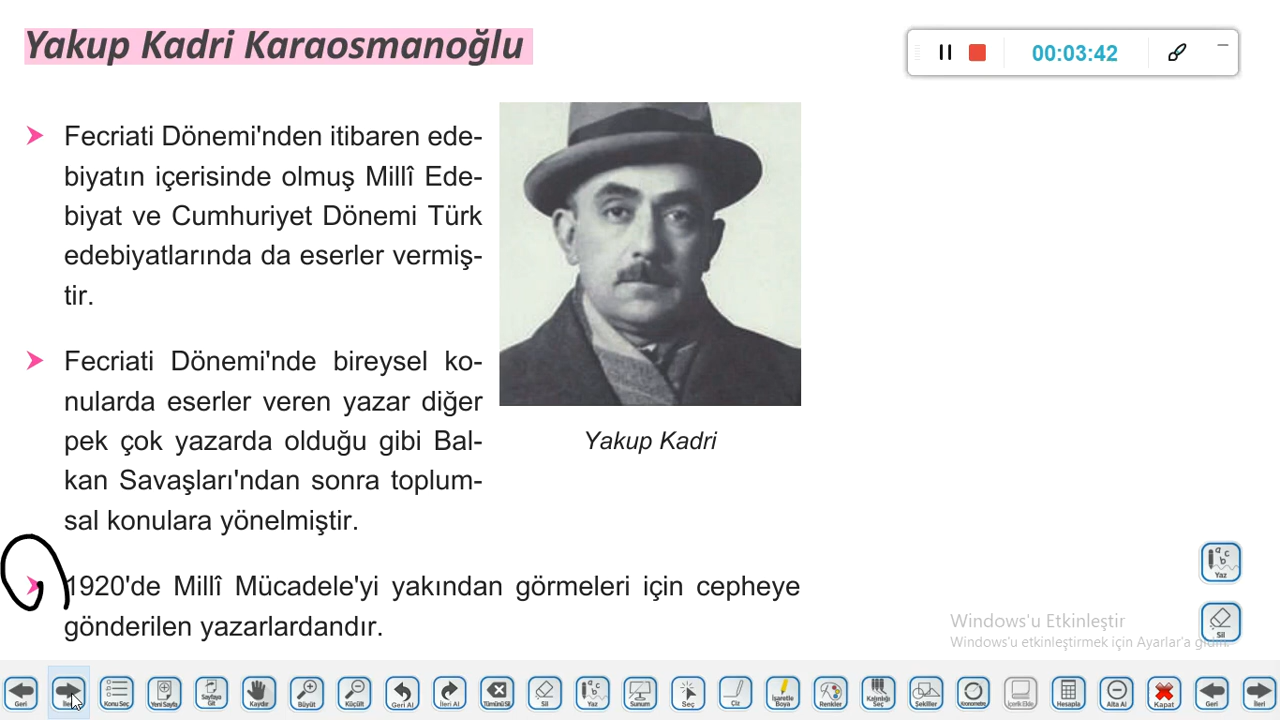 Yakup Kadri Karaosmanoğlu
00:03:42
Fecriati Dönemi'nden itibaren ede-
biyatın içerisinde olmuş Millî Ede-
biyat ve Cumhuriyet Dönemi Türk
edebiyatlarında da eserler vermiş-
tir.
Fecriati Dönemi'nde bireysel ko-
nularda eserler veren yazar diğer
pek çok yazarda olduğu gibi Bal-
kan Savaşları'ndan sonra toplum-
sal konulara yönelmiştir.
Yakup Kadri
1920'de Millî Mücadele'yi yakından görmeleri için cepheye
gönderilen yazarlardandır.
Yaz
Sil
Windows'u Etkinleştir
Windows'u etkinleştirmek için Ayarlar'a gidin.
Geri
Konu Seç
Yeni Sayfa
Sayfaya Git
Kaydır
Büyüt
Küçült
Geri Al
İleri Al
Tümünü Sil
Sil
Yaz
Sunum
Seç
Çiz
İşaretle Boya
Renkler
Kalınlığı Seç
Şekiller
Kronometre
İçerik Ekle
Hesapla
Alta Al
Kapat
Geri
İleri